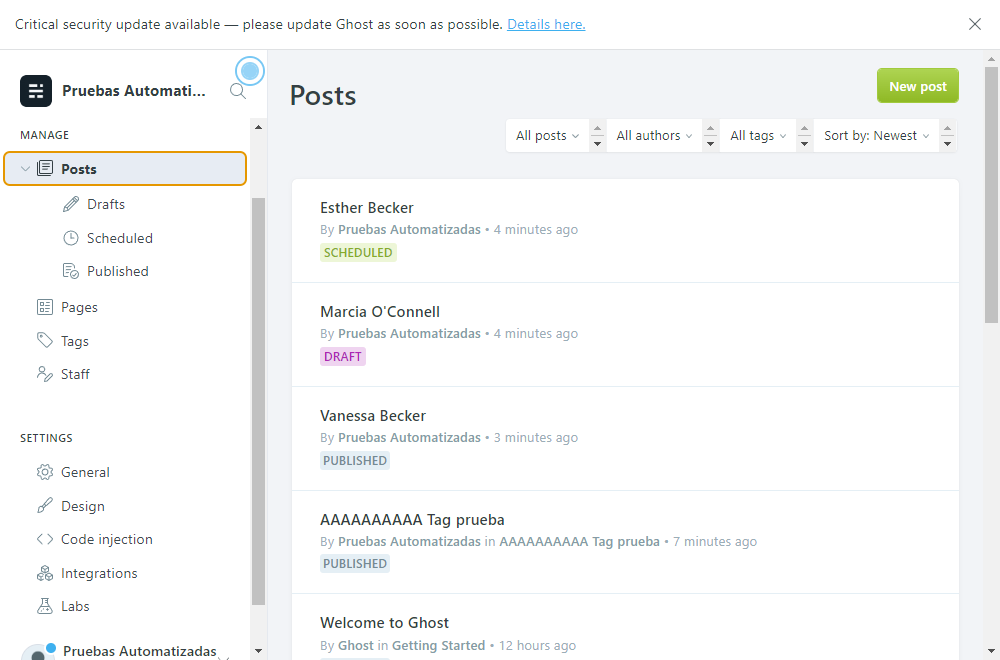 Critical security update available — please update Ghost as soon as possible. Details here.
Pruebas Automati...
MANAGE
Posts
Drafts
Scheduled
Published
Pages
Tags
Staff
SETTINGS
General
Design
Code injection
Integrations
Labs
Pruebas Automatizadas
Posts
New post
All posts
All authors
All tags
Sort by: Newest
Esther Becker
By Pruebas Automatizadas • 4 minutes ago
SCHEDULED
Marcia O'Connell
By Pruebas Automatizadas • 4 minutes ago
DRAFT
Vanessa Becker
By Pruebas Automatizadas • 3 minutes ago
PUBLISHED
AAAAAAAAAA Tag prueba
By Pruebas Automatizadas in AAAAAAAAAA Tag prueba • 7 minutes ago
PUBLISHED
Welcome to Ghost
By Ghost in Getting Started • 12 hours ago